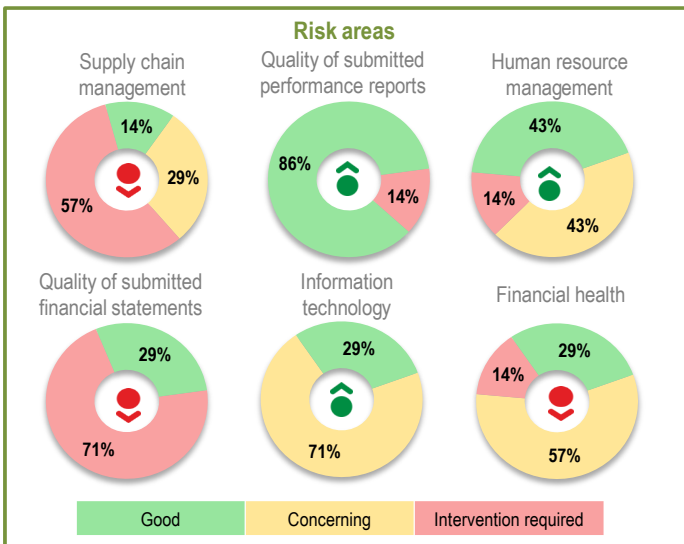 Risk areas
Supply chain
management
14%
29%
57%
Quality of submitted
performance reports
86%
14%
Human resource
management
43%
14%
43%
Quality of submitted
financial statements
29%
71%
Information
technology
29%
71%
Financial health
29%
14%
57%
Good
Concerning
Intervention required